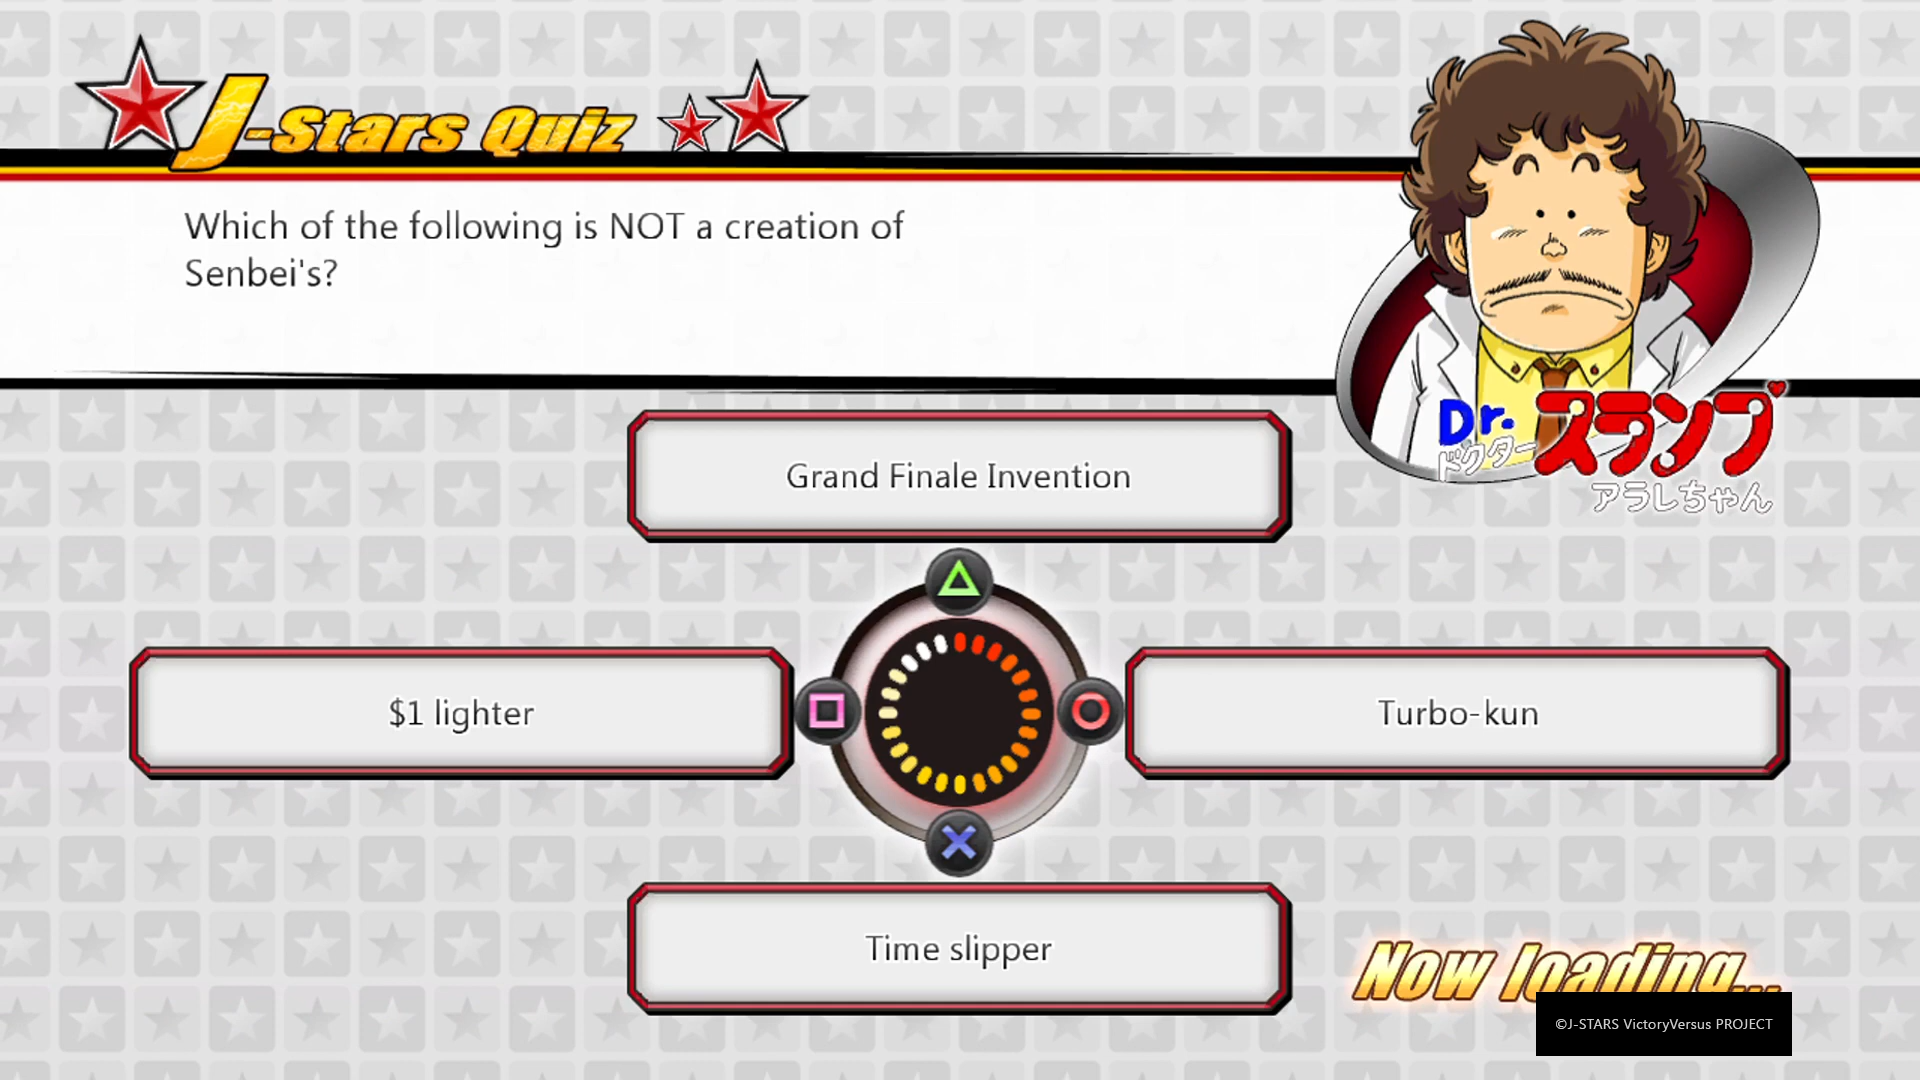 J-Stars Quiz
Which of the following is NOT a creation of
Senbei's?
Dr.スランプ
ドクター
アラレちゃん
Grand Finale Invention
$1 lighter
Turbo-kun
Time slipper
Now loading...
©J-STARS VictoryVersus PROJECT